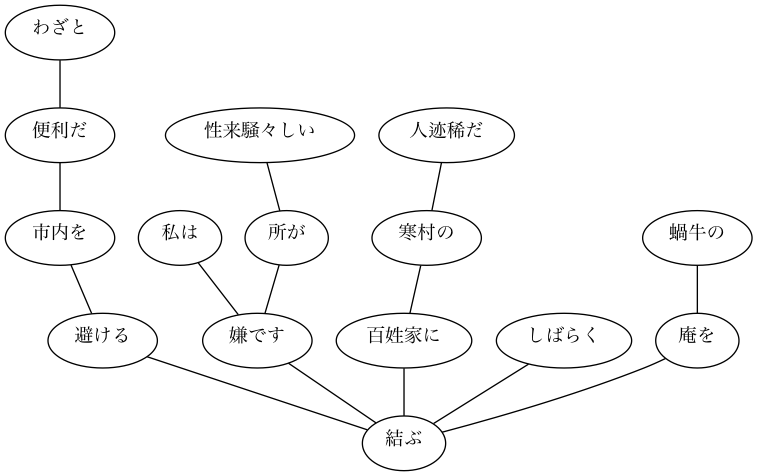 わざと
便利だ
性来騒々しい
人迹稀だ
市内を
私は
所が
寒村の
蝸牛の
避ける
嫌です
百姓家に
しばらく
庵を
結ぶ